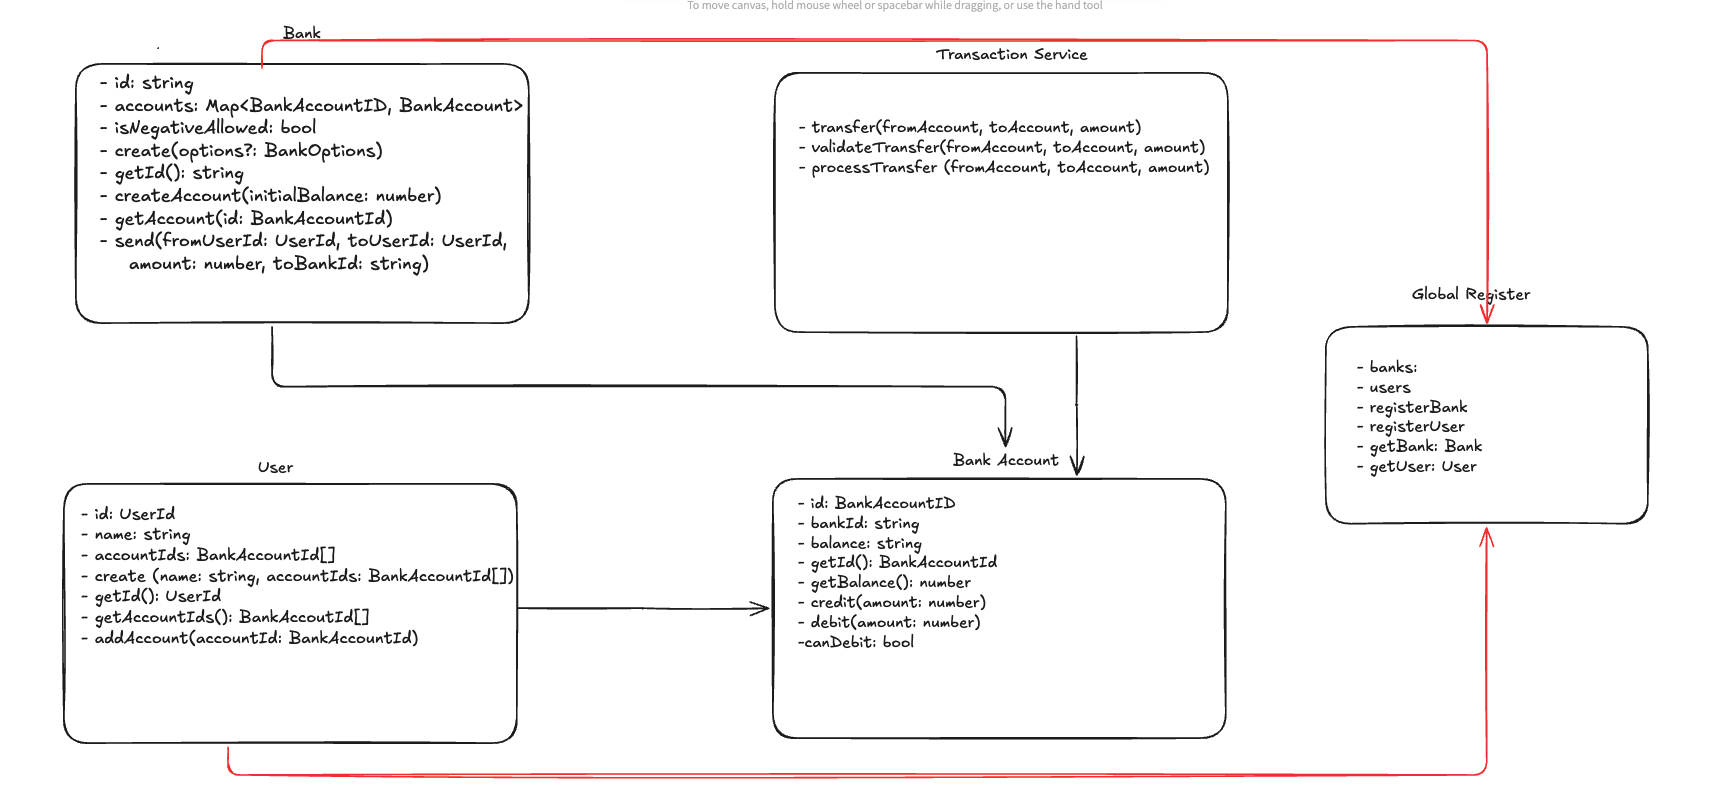 To move canvas, hold mouse wheel or spacebar while dragging, or use the hand tool
Bank
- id: string
- accounts: Map<BankAccountID, BankAccount>
- isNegativeAllowed: bool
- create(options?: BankOptions)
- getId(): string
- createAccount(initialBalance: number)
- getAccount(id: BankAccountId)
- send(fromUserId: UserId, toUserId: UserId,
amount: number, toBankId: string)
Transaction Service
- transfer(fromAccount, toAccount, amount)
- validateTransfer(fromAccount, toAccount, amount)
- processTransfer (fromAccount, toAccount, amount)
Global Register
- banks:
- users
- registerBank
- registerUser
- getBank: Bank
- getUser: User
User
- id: UserId
- name: string
- accountIds: BankAccountId[]
- create (name: string, accountIds: BankAccountId[])
- getId(): UserId
- getAccountIds(): BankAccoutId[]
- addAccount(accountId: BankAccountId)
Bank Account
- id: BankAccountID
- bankId: string
- balance: string
- getId(): BankAccountId
- getBalance(): number
- credit(amount: number)
- debit(amount: number)
-canDebit: bool